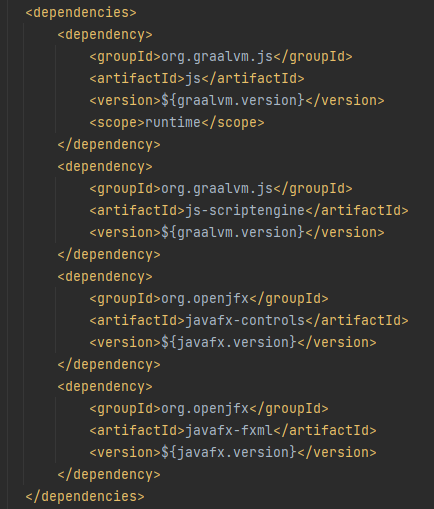 <dependencies>
<dependency>
<groupId>org.graalvm.js</groupId>
<artifactId>js</artifactId>
<version>${graalvm.version}</version>
<scope>runtime</scope>
</dependency>
<dependency>
<groupId>org.graalvm.js</groupId>
<artifactId>js-scriptengine</artifactId>
<version>${graalvm.version}</version>
</dependency>
<dependency>
<groupId>org.openjfx</groupId>
<artifactId>javafx-controls</artifactId>
<version>${javafx.version}</version>
</dependency>
<dependency>
<groupId>org.openjfx</groupId>
<artifactId>javafx-fxml</artifactId>
<version>${javafx.version}</version>
</dependency>
</dependencies>